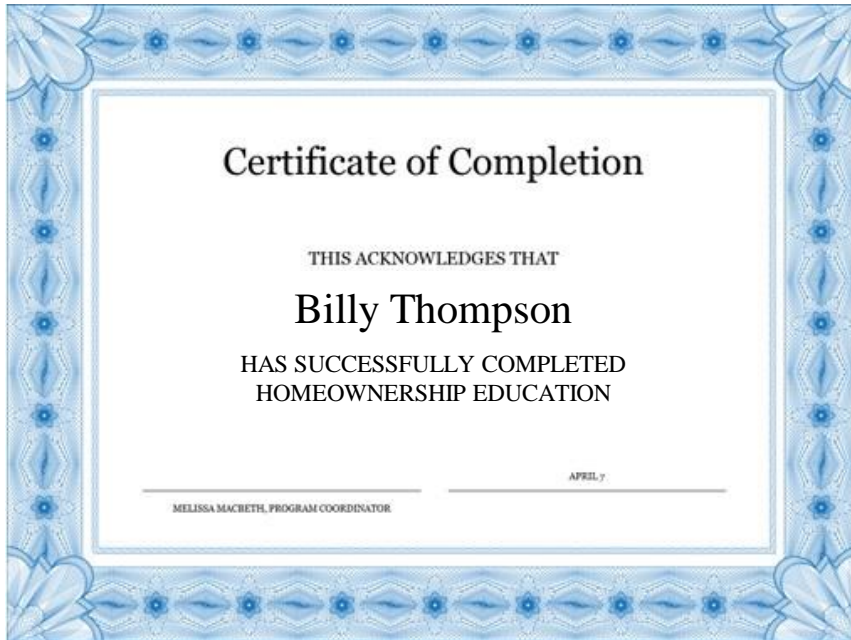 Certificate of Completion
THIS ACKNOWLEDGES THAT
Billy Thompson
HAS SUCCESSFULLY COMPLETED
HOMEOWNERSHIP EDUCATION
APRIL 7
MELISSA MACBETH, PROGRAM COORDINATOR